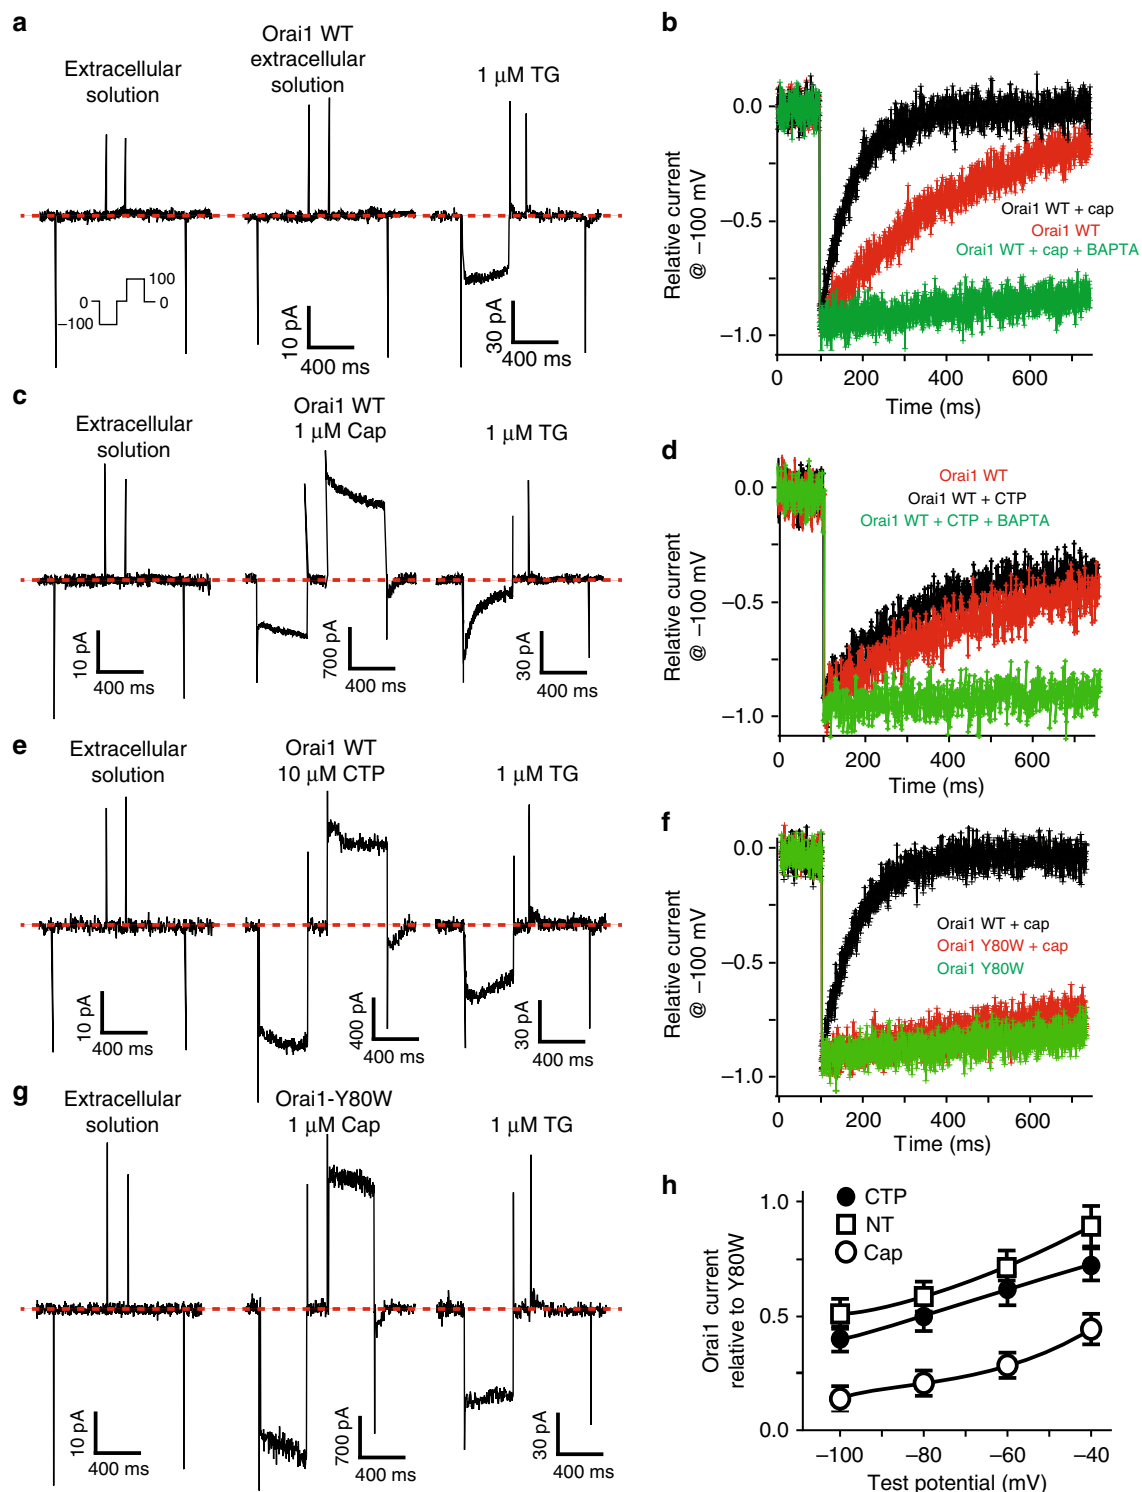 a
Extracellular
solution
Orai1 WT
extracellular
solution
1 μM TG
100
0
0
−100
10 pA
400 ms
30 pA
400 ms
b
0.0
−0.5
−1.0
Relative current
@ −100 mV
Orai1 WT + cap
Orai1 WT
Orai1 WT + cap + BAPTA
0
200
400
600
Time (ms)
c
Extracellular
solution
Orai1 WT
1 μM Cap
1 μM TG
10 pA
400 ms
700 pA
400 ms
30 pA
400 ms
d
0.0
−0.5
−1.0
Relative current
@ −100 mV
Orai1 WT
Orai1 WT + CTP
Orai1 WT + CTP + BAPTA
0
200
400
600
Time (ms)
e
Extracellular
solution
Orai1 WT
10 μM CTP
1 μM TG
10 pA
400 ms
400 pA
400 ms
30 pA
400 ms
f
0.0
−0.5
−1.0
Relative current
@ −100 mV
Orai1 WT + cap
Orai1 Y80W + cap
Orai1 Y80W
0
200
400
600
Time (ms)
g
Extracellular
solution
Orai1-Y80W
1 μM Cap
1 μM TG
10 pA
400 ms
700 pA
400 ms
30 pA
400 ms
h
1.0
0.5
0.0
Orai1 current
relative to Y80W
CTP
NT
Cap
−100
−80
−60
−40
Test potential (mV)